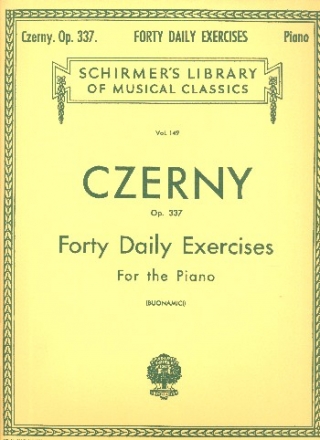 Czerny. Op. 337. FORTY DAILY EXERCISES Piano
SCHIRMER'S LIBRARY
OF MUSICAL CLASSICS
Vol. 149
CZERNY
Op. 337
Forty Daily Exercises
For the Piano
(BUONAMICI)